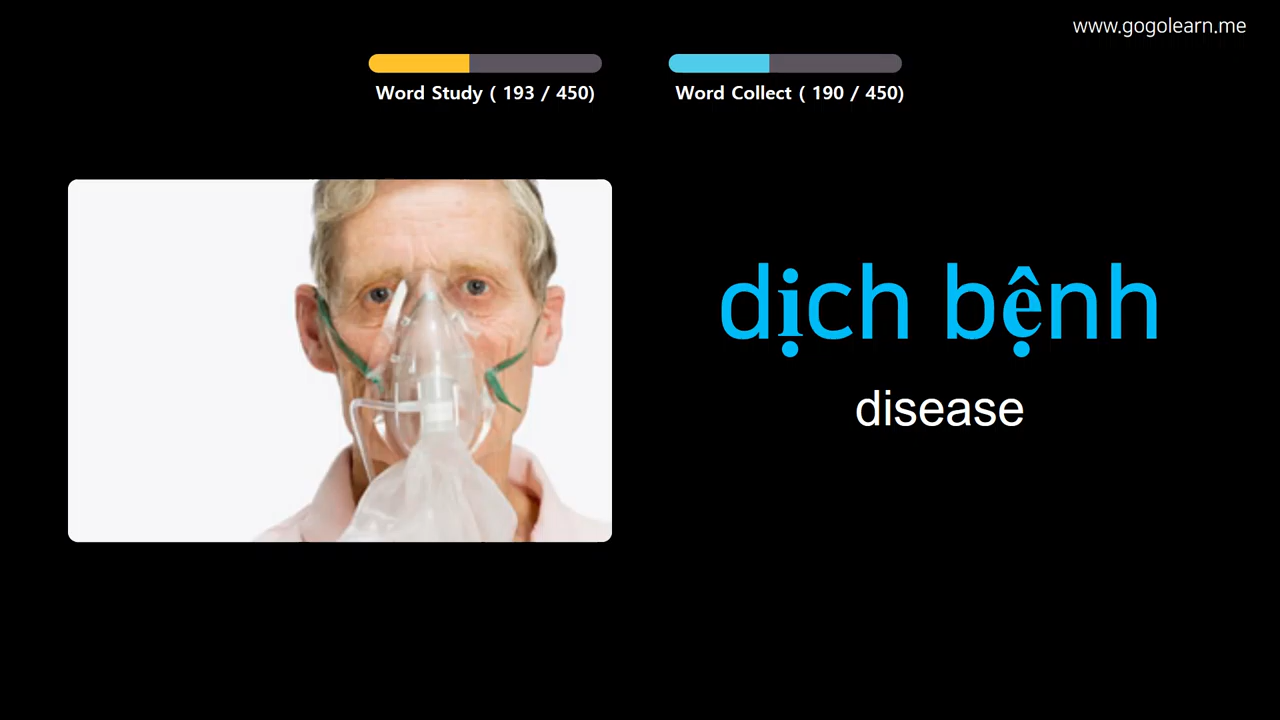 www.gogolearn.me
Word Study ( 193 / 450)
Word Collect ( 190 / 450)
dịch bệnh
disease